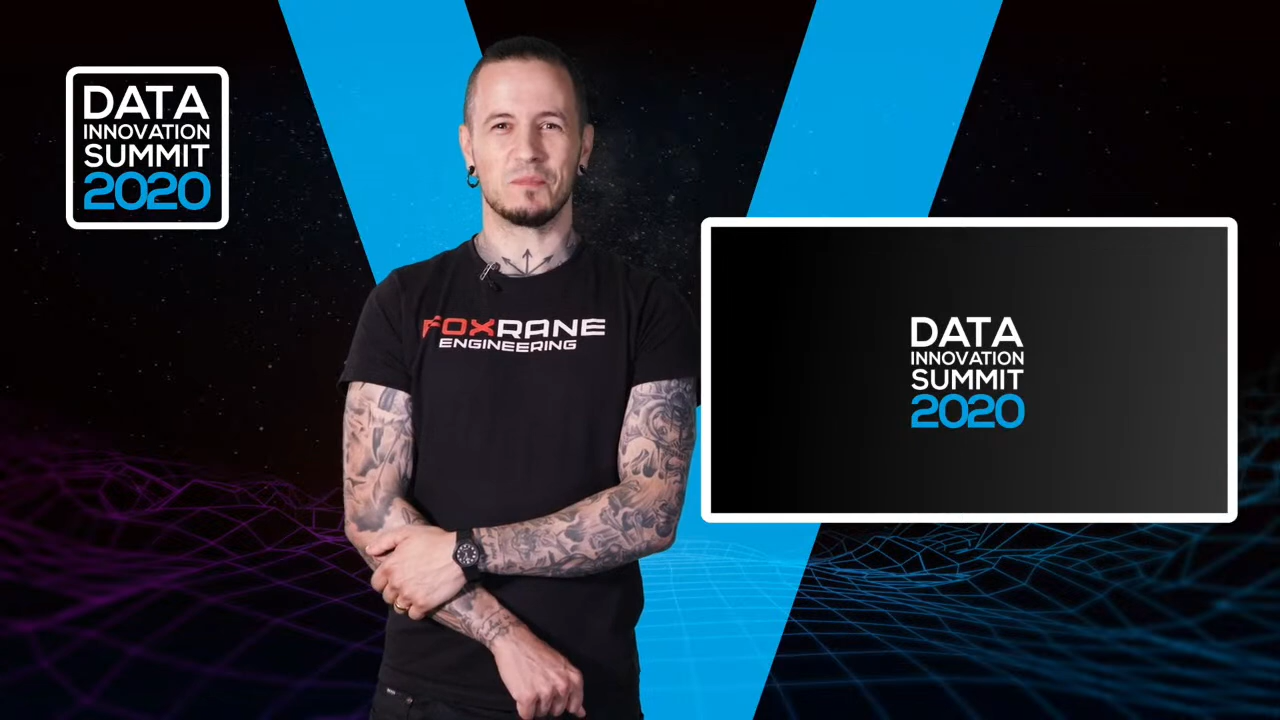 DATA
INNOVATION
SUMMIT
2020
FOXRANE
ENGINEERING
DATA
INNOVATION
SUMMIT
2020